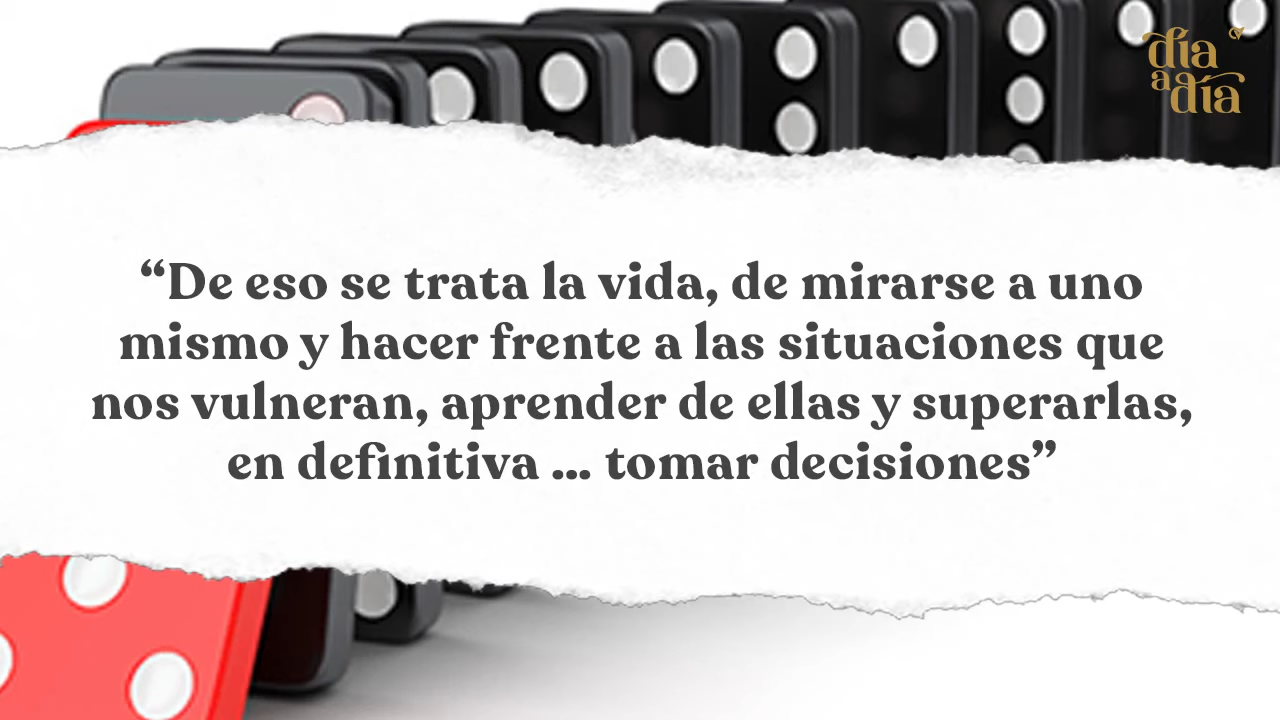 día
a día
“De eso se trata la vida, de mirarse a uno
mismo y hacer frente a las situaciones que
nos vulneran, aprender de ellas y superarlas,
en definitiva ... tomar decisiones”